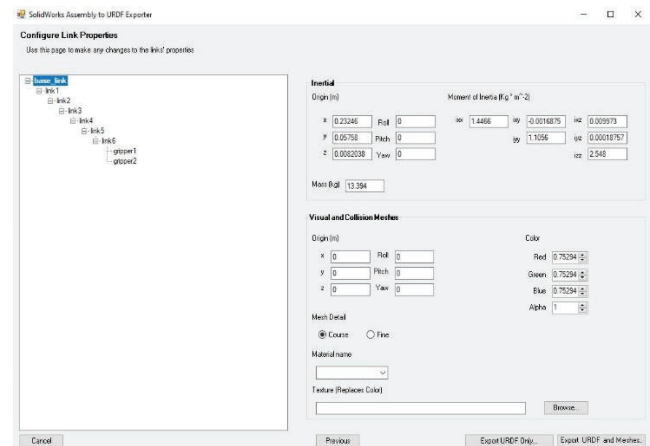 SolidWorks Assembly to URDF Exporter
Configure Link Properties
Use this page to make any changes to the links' properties
base_link
link1
link2
link3
link4
link5
link6
gripper1
gripper2
Inertial
Origin (m) Moment of Inertia (Kg * m^-2)
x 0.23246 Roll 0 ixx 1.4466 ixy -0.0016875 ixz 0.009973
y 0.05758 Pitch 0 iyy 1.1056 iyz 0.00018757
z 0.0082038 Yaw 0 izz 2.548
Mass (kg) 13.394
Visual and Collision Meshes
Origin (m) Color
x 0 Roll 0 Red 0.75294
y 0 Pitch 0 Green 0.75294
z 0 Yaw 0 Blue 0.75294
Alpha 1
Mesh Detail
Course Fine
Material name
Texture (Replaces Color)
Browse...
Cancel Previous Export URDF Only... Export URDF and Meshes..